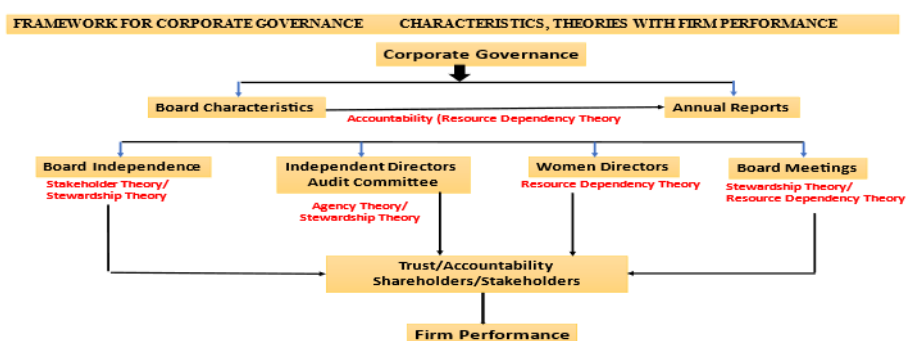 FRAMEWORK FOR CORPORATE GOVERNANCE CHARACTERISTICS, THEORIES WITH FIRM PERFORMANCE
Corporate Governance
Board Characteristics
Annual Reports
Accountability (Resource Dependency Theory
Board Independence
Stakeholder Theory/
Stewardship Theory
Independent Directors
Audit Committee
Agency Theory/
Stewardship Theory
Women Directors
Resource Dependency Theory
Board Meetings
Stewardship Theory/
Resource Dependency Theory
Trust/Accountability
Shareholders/Stakeholders
Firm Performance